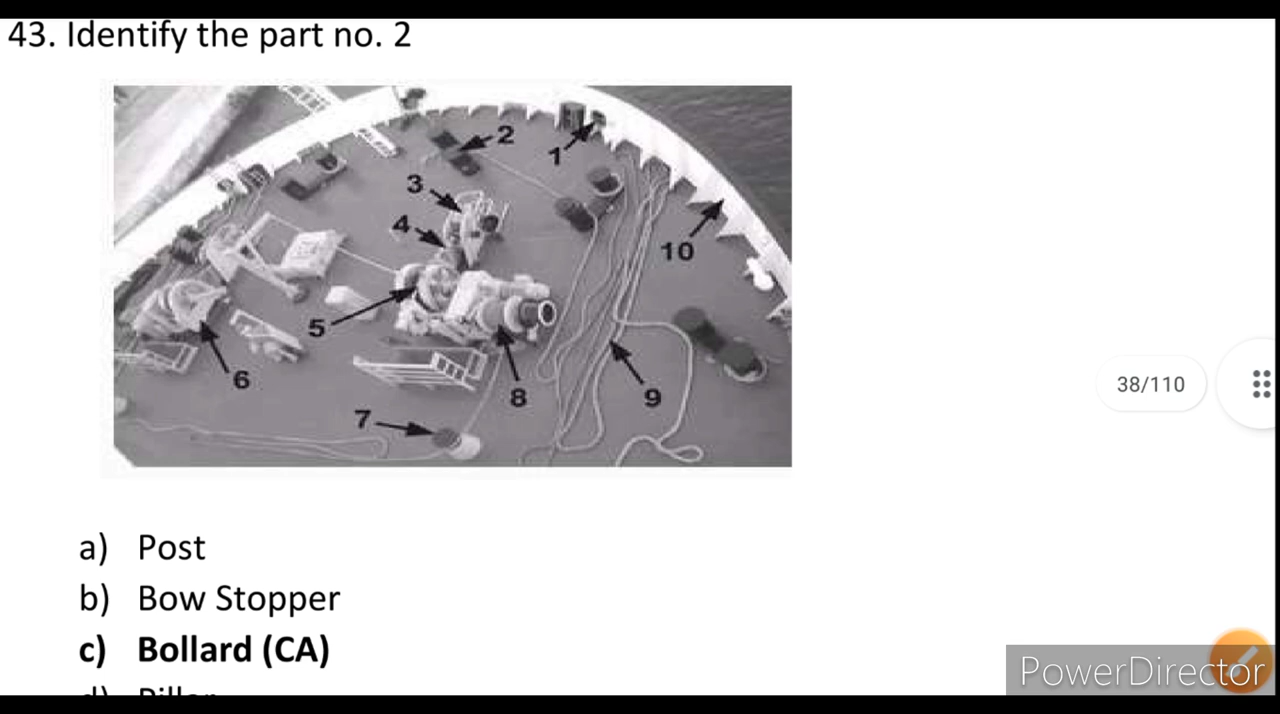 43. Identify the part no. 2
2
1
3
4
10
5
6
8
9
7
38/110
a) Post
b) Bow Stopper
c) Bollard (CA)
PowerDirector